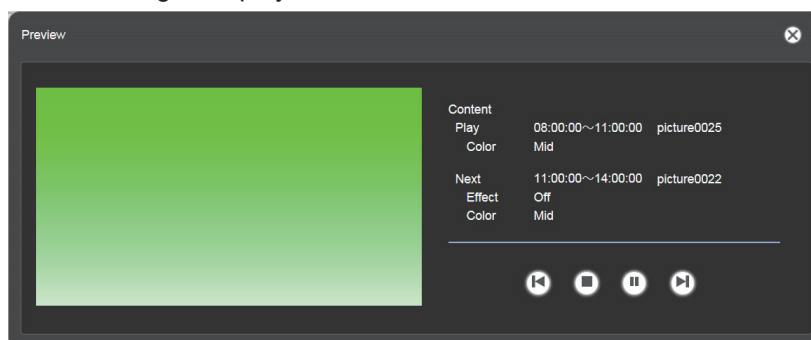 Preview
Content
Play 08:00:00～11:00:00 picture0025
Color Mid
Next 11:00:00～14:00:00 picture0022
Effect Off
Color Mid